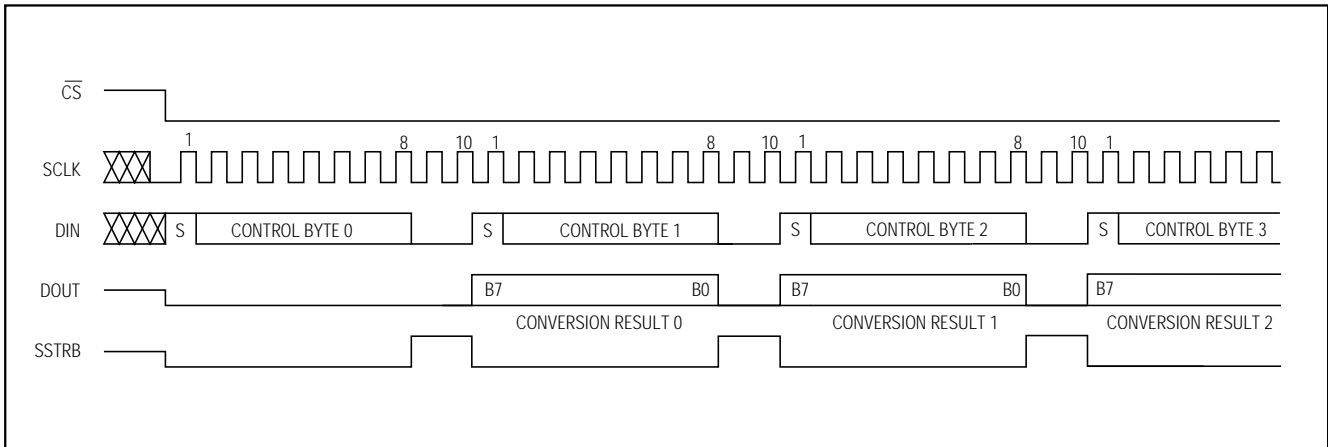 CS
1 8 10 1 8 10 1 8 10 1
SCLK
DIN S CONTROL BYTE 0 S CONTROL BYTE 1 S CONTROL BYTE 2 S CONTROL BYTE 3
DOUT B7 B0 B7 B0 B7
CONVERSION RESULT 0 CONVERSION RESULT 1 CONVERSION RESULT 2
SSTRB